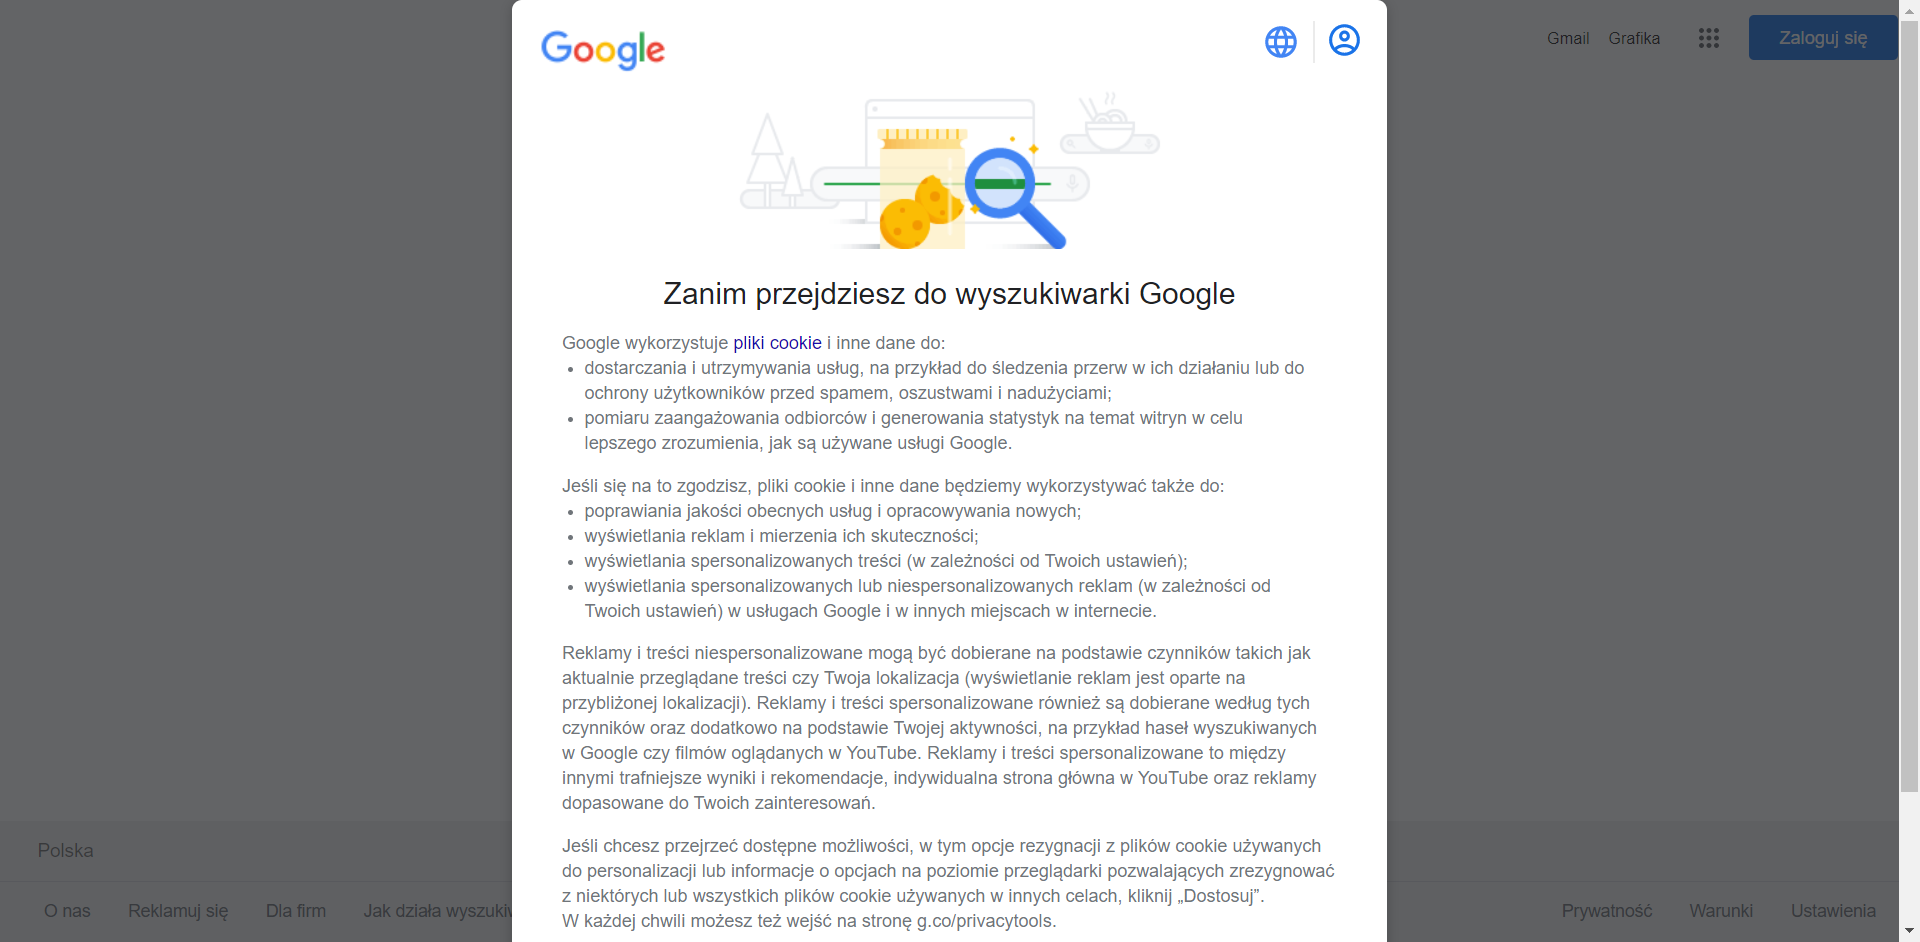 Google
Gmail Grafika Zaloguj się
Zanim przejdziesz do wyszukiwarki Google
Google wykorzystuje pliki cookie i inne dane do:
dostarczania i utrzymywania usług, na przykład do śledzenia przerw w ich działaniu lub do
ochrony użytkowników przed spamem, oszustwami i nadużyciami;
pomiaru zaangażowania odbiorców i generowania statystyk na temat witryn w celu
lepszego zrozumienia, jak są używane usługi Google.
Jeśli się na to zgodzisz, pliki cookie i inne dane będziemy wykorzystywać także do:
poprawiania jakości obecnych usług i opracowywania nowych;
wyświetlania reklam i mierzenia ich skuteczności;
wyświetlania spersonalizowanych treści (w zależności od Twoich ustawień);
wyświetlania spersonalizowanych lub niespersonalizowanych reklam (w zależności od
Twoich ustawień) w usługach Google i w innych miejscach w internecie.
Reklamy i treści niespersonalizowane mogą być dobierane na podstawie czynników takich jak
aktualnie przeglądane treści czy Twoja lokalizacja (wyświetlanie reklam jest oparte na
przybliżonej lokalizacji). Reklamy i treści spersonalizowane również są dobierane według tych
czynników oraz dodatkowo na podstawie Twojej aktywności, na przykład haseł wyszukiwanych
w Google czy filmów oglądanych w YouTube. Reklamy i treści spersonalizowane to między
innymi trafniejsze wyniki i rekomendacje, indywidualna strona główna w YouTube oraz reklamy
dopasowane do Twoich zainteresowań.
Jeśli chcesz przejrzeć dostępne możliwości, w tym opcje rezygnacji z plików cookie używanych
do personalizacji lub informacje o opcjach na poziomie przeglądarki pozwalających zrezygnować
z niektórych lub wszystkich plików cookie używanych w innych celach, kliknij „Dostosuj”.
W każdej chwili możesz też wejść na stronę g.co/privacytools.
Polska
O nas Reklamuj się Dla firm Jak działa wyszukiw
Prywatność Warunki Ustawienia